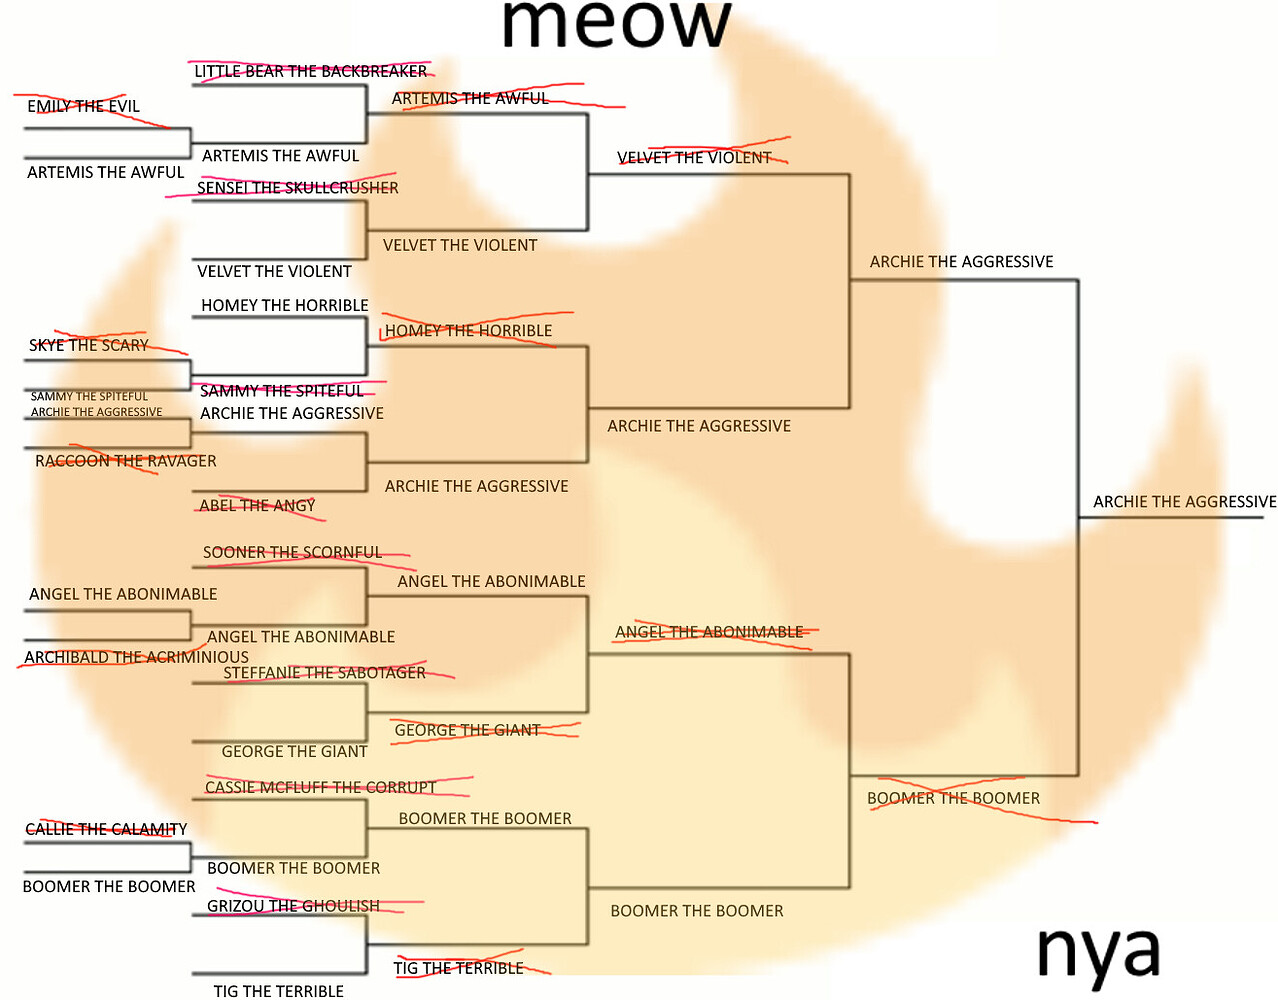 meow
LITTLE BEAR THE BACKBREAKER
EMILY THE EVIL
ARTEMIS THE AWFUL
ARTEMIS THE AWFUL
ARTEMIS THE AWFUL
SENSEI THE SKULLCRUSHER
VELVET THE VIOLENT
VELVET THE VIOLENT
VELVET THE VIOLENT
HOMEY THE HORRIBLE
HOMEY THE HORRIBLE
SKYE THE SCARY
SAMMY THE SPITEFUL
SAMMY THE SPITEFUL
ARCHIE THE AGGRESSIVE
ARCHIE THE AGGRESSIVE
RACCOON THE RAVAGER
ABEL THE ANGY
ARCHIE THE AGGRESSIVE
ARCHIE THE AGGRESSIVE
ARCHIE THE AGGRESSIVE
ARCHIE THE AGGRESSIVE
SOONER THE SCORNFUL
ANGEL THE ABONIMABLE
ANGEL THE ABONIMABLE
ANGEL THE ABONIMABLE
ANGEL THE ABONIMABLE
ARCHIBALD THE ACRIMINIOUS
STEFFANIE THE SABOTAGER
GEORGE THE GIANT
GEORGE THE GIANT
CASSIE MCFLUFF THE CORRUPT
CALLIE THE CALAMITY
BOOMER THE BOOMER
BOOMER THE BOOMER
BOOMER THE BOOMER
BOOMER THE BOOMER
BOOMER THE BOOMER
GRIZOU THE GHOULISH
TIG THE TERRIBLE
TIG THE TERRIBLE
nya